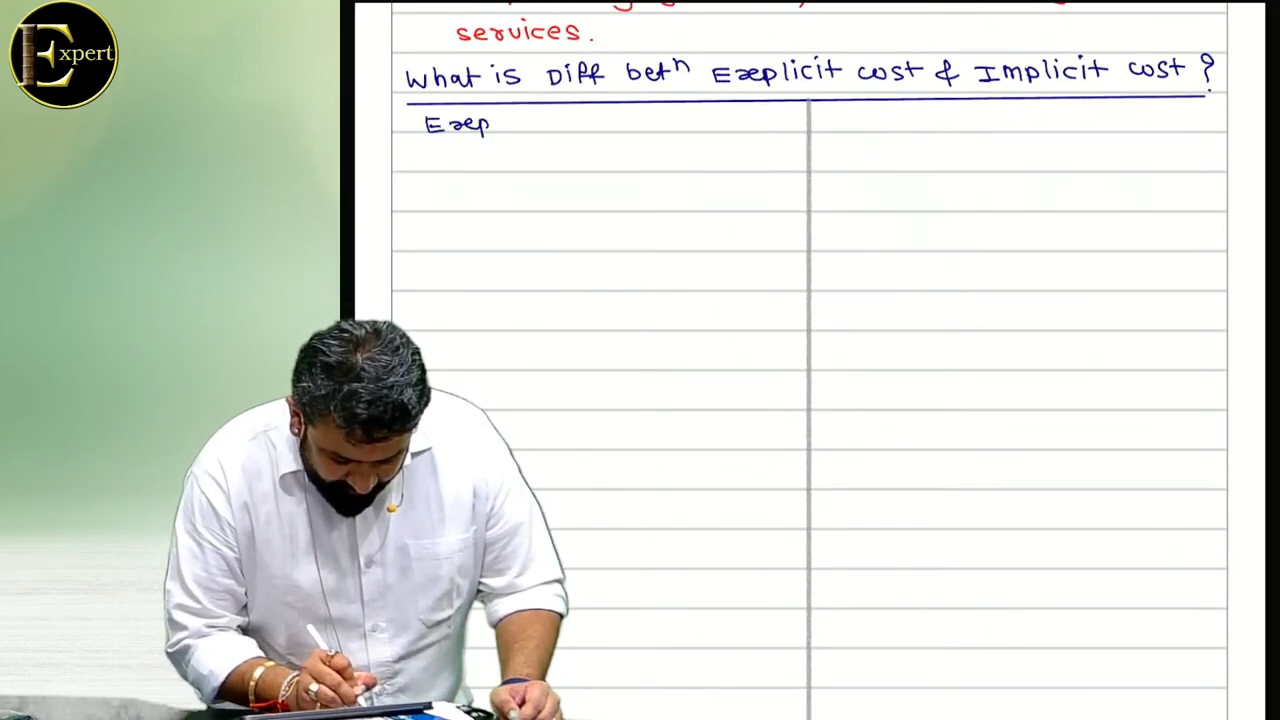 Expert
services.
What is Diff betn Explicit cost & Implicit cost ?
Exp